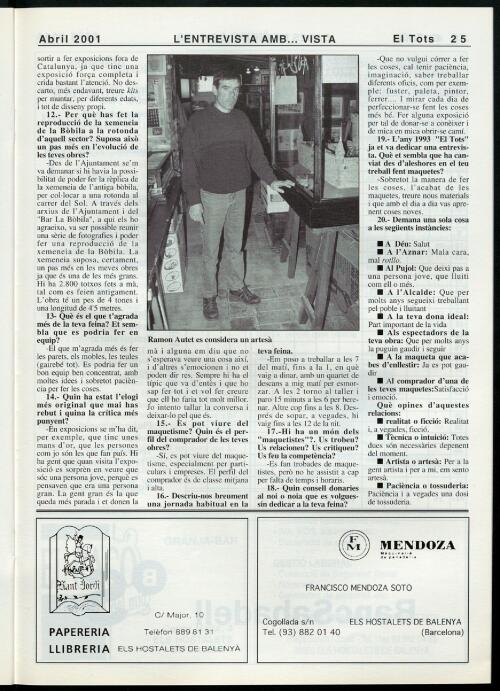 Abril 2001 L'ENTREVISTA AMB... VISTA El Tots 25
sortir a fer exposicions fora de
Catalunya, ja que tinc una
exposició força completa i
crida bastant l'atenció. No des-
carto, més endavant, treure kits
per muntar, per diferents edats,
i tot de disseny propi.
12.- Per què has fet la
reproducció de la xemeneia
de la Bòbila a la rotonda
d'aquell sector? Suposa això
un pas més en l'evolució de
les teves obres?
-Des de l'Ajuntament se'm
va demanar si hi havia la possi-
bilitat de poder fer la rèplica de
la xemeneia de l'antiga bòbila,
per col·locar a una rotonda al
carrer del Sol. A través dels
arxius de l'Ajuntament i del
"Bar La Bòbila", a qui els ho
agraeixo, va ser possible reunir
una sèrie de fotografies i poder
fer una reproducció de la
xemeneia de la Bòbila. La
xemeneia suposa, certament,
un pas més en les meves obres
ja que és una de les més grans.
Hi ha 2.800 totxos fets a mà,
tal com es feien antigament.
L'obra té un pes de 4 tones i
una longitud de 4'5 metres.
13- Què és el que t'agrada
més de la teva feina? Et sem-
bla que es podria fer en
equip?
-El que m'agrada més és fer
les parets, els mobles, les teules
(gairebé tot). Es podria fer un
bon equip ben concentrat, amb
moltes idees i sobretot pacièn-
cia per fer les coses.
14.- Quin ha estat l'elogi
més original que mai has
rebut i quina la crítica més
punyent?
-En exposicions se m'ha dit,
per exemple, que tinc unes
mans d'or, que les persones
com jo són les que fan país. Hi
ha gent que quan visita l'expo-
sició es sorprèn en veure que
sóc una persona jove, perquè es
pensaven que era una persona
gran. La gent gran és la que
queda més parada i et donen la
Ramon Autet es considera un artesà
mà i alguna em diu que no
s'esperava veure una cosa així,
i d'altres s'emocionen i no et
poden dir res. Sempre hi ha el
típic que va d'entès i que ho
sap fer tot i et vol fer creure
que ell ho faria tot molt millor.
Jo intento tallar la conversa i
deixar-lo pel que és.
15.- Es pot viure del
maquetisme? Quin és el per-
fil del comprador de les teves
obres?
-Sí, es pot viure del maque-
tisme, especialment per parti-
culars i empreses. El perfil del
comprador és de classe mitjana
i alta.
16.- Descriu-nos breument
una jornada habitual en la
teva feina.
-Em poso a treballar a les 7
del matí, fins a la 1, en què
vaig a dinar, amb un quartet de
descans a mig matí per esmor-
zar. A les 2 torno al taller i
paro 15 minuts a les 6 per bere-
nar. Altre cop fins a les 8. Des-
prés de sopar, a vegades, hi
vaig fins a les 12 de la nit.
17.-Hi ha un món dels
"maquetistes"?. Us trobeu?
Us relacioneu? Us critiqueu?
Us feu la competència?
-Es fan trobades de maque-
tistes, però no he assistit a cap
per falta de temps i horaris.
18.- Quin consell donaries
al noi o noia que es volgues-
sin dedicar a la teva feina?
-Que no vulgui córrer a fer
les coses, cal tenir paciència,
imaginació, saber treballar
diferents oficis, com per exem-
ple: fuster, paleta, pintor,
ferrer.... I mirar cada dia de
perfeccionar-se fent les coses
més bé. Fer alguna exposició
per tal de donar-se a conèixer i
de mica en mica obrir-se camí.
19.- L'any 1993 "El Tots"
ja et va dedicar una entrevis-
ta. Què et sembla que ha can-
viat des d'aleshores en el teu
treball fent maquetes?
-Sobretot la manera de fer
les coses, l'acabat de les
maquetes, treure nous materials
i que amb el dia a dia vas apre-
nent coses noves.
20.- Demana una sola cosa
a les següents instàncies:
■ A Déu: Salut
■ A l'Aznar: Mala cara,
mal rotllo.
■ Al Pujol: Que deixi pas a
una persona jove, que lluiti
com ell o més.
■ A l'Alcalde: Que per
molts anys segueixi treballant
pel poble i lluitant
■ A la teva dona ideal:
Part important de la vida
■ Als espectadors de la
teva obra: Que per molts anys
la puguin gaudir i seguir
■ A la maqueta que aca-
bes d'enllestir: Ja es pot gau-
dir
■ Al comprador d'una de
les teves maquetes:Satisfacció
i emoció.
Què opines d'aquestes
relacions:
■ realitat o ficció: Realitat
i, a vegades, ficció.
■ Tècnica o intuïció: Totes
dues són necessàries depenent
del moment.
■ Artista o artesà: Per a la
gent artista i per a mi, em sento
artesà.
■ Paciència o tossuderia:
Paciència i a vegades una dosi
de tossuderia.
Sant Jordi
C/ Major, 10
PAPERERIA Telèfon 889 81 31
LLIBRERIA ELS HOSTALETS DE BALENYÀ
FM MENDOZA
Maquinaria
de panaderia
FRANCISCO MENDOZA SOTO
Cogollada s/n ELS HOSTALETS DE BALENYA
Tel. (93) 882 01 40 (Barcelona)